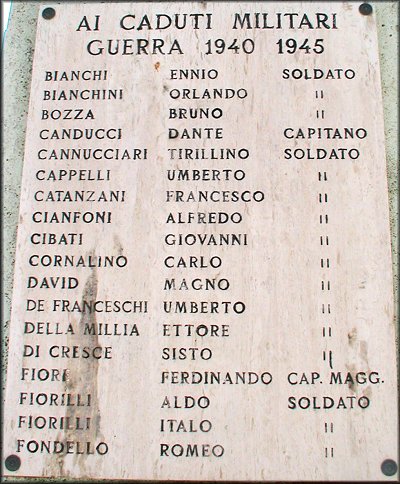 AI CADUTI MILITARI
GUERRA 1940 1945
BIANCHI ENNIO SOLDATO
BIANCHINI ORLANDO "
BOZZA BRUNO "
CANDUCCI DANTE CAPITANO
CANNUCCIARI TIRILLINO SOLDATO
CAPPELLI UMBERTO "
CATANZANI FRANCESCO "
CIANFONI ALFREDO "
CIBATI GIOVANNI "
CORNALINO CARLO "
DAVID MAGNO "
DE FRANCESCHI UMBERTO "
DELLA MILLIA ETTORE "
DI CRESCE SISTO "
FIORI FERDINANDO CAP. MAGG.
FIORILLI ALDO SOLDATO
FIORILLI ITALO "
FONDELLO ROMEO "